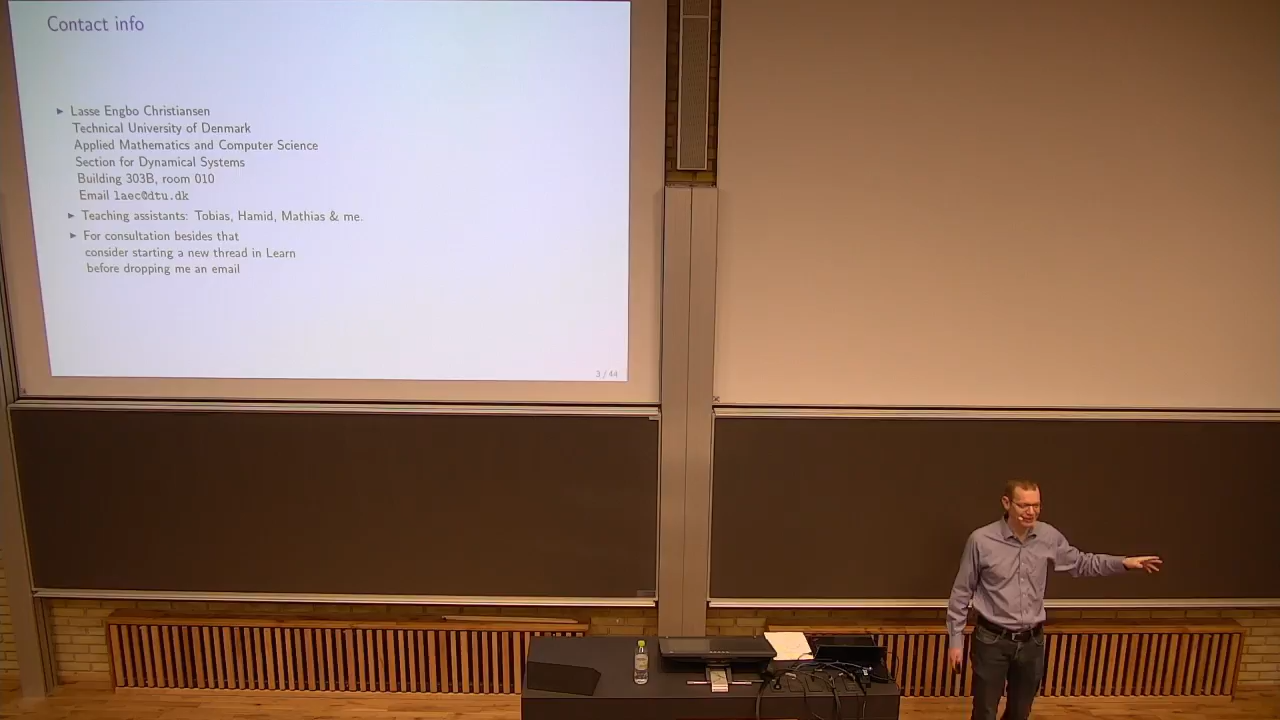 Contact info
▶ Lasse Engbo Christiansen
Technical University of Denmark
Applied Mathematics and Computer Science
Section for Dynamical Systems
Building 303B, room 010
Email laec@dtu.dk
▶ Teaching assistants: Tobias, Hamid, Mathias & me.
▶ For consultation besides that
consider starting a new thread in Learn
before dropping me an email
3 / 44